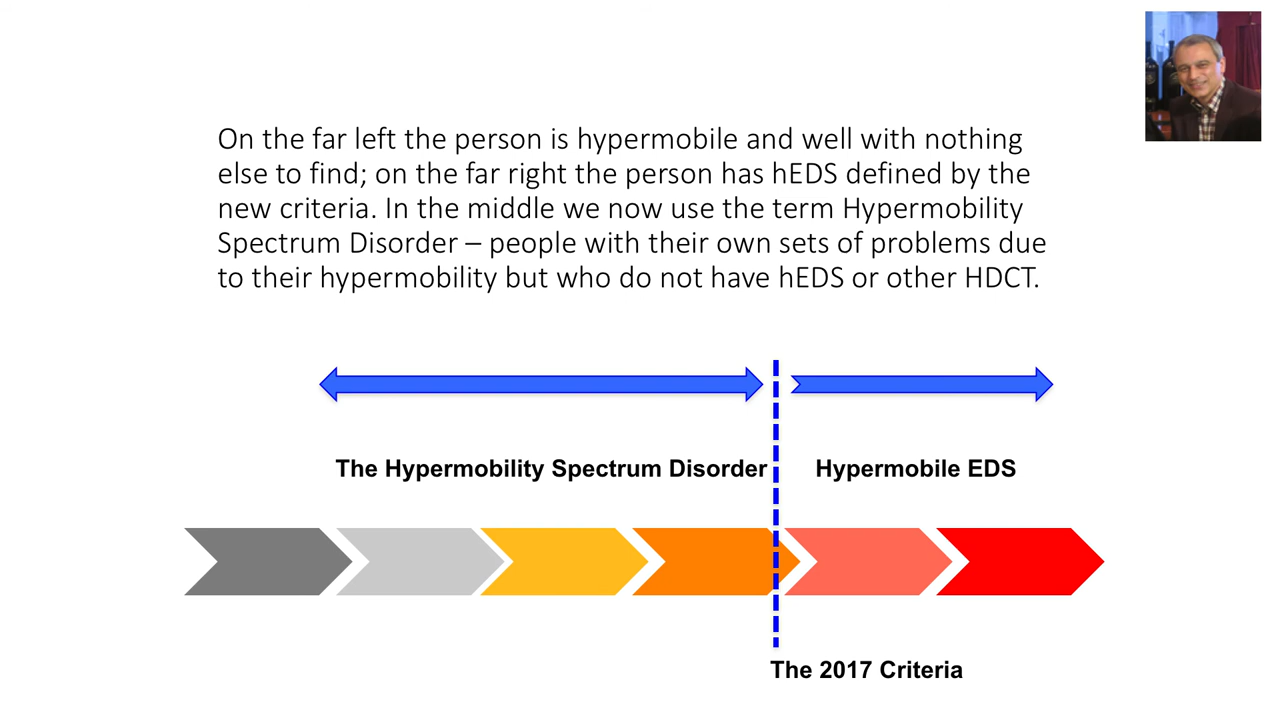 On the far left the person is hypermobile and well with nothing
else to find; on the far right the person has hEDS defined by the
new criteria. In the middle we now use the term Hypermobility
Spectrum Disorder – people with their own sets of problems due
to their hypermobility but who do not have hEDS or other HDCT.
The Hypermobility Spectrum Disorder
Hypermobile EDS
The 2017 Criteria